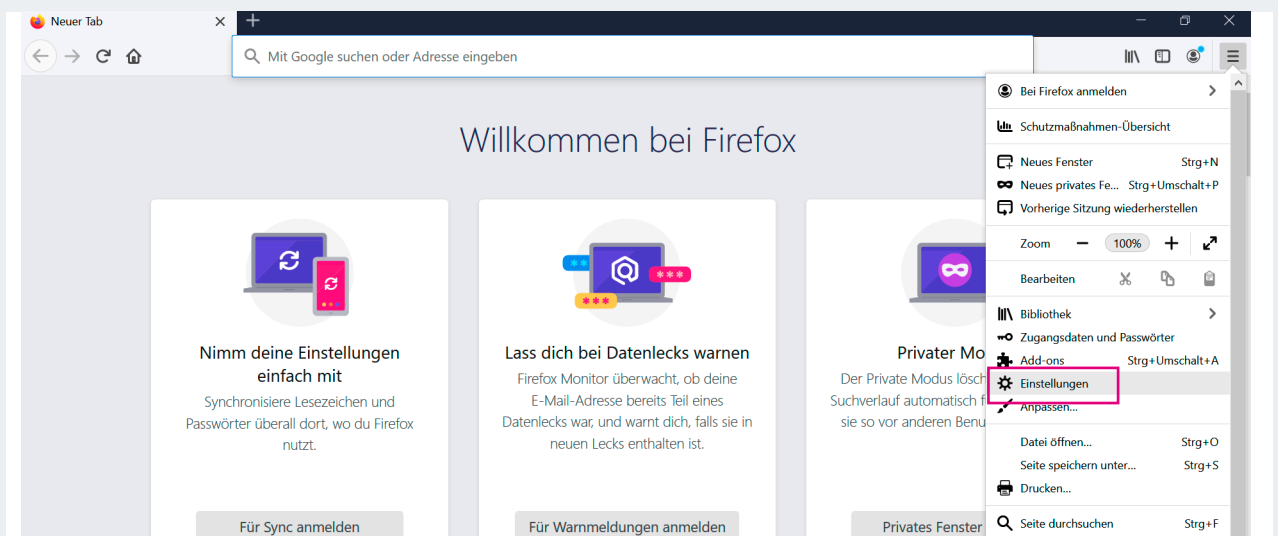 Neuer Tab
Mit Google suchen oder Adresse eingeben
Willkommen bei Firefox
Nimm deine Einstellungen
einfach mit
Synchronisiere Lesezeichen und
Passwörter überall dort, wo du Firefox
nutzt.
Für Sync anmelden
Lass dich bei Datenlecks warnen
Firefox Monitor überwacht, ob deine
E-Mail-Adresse bereits Teil eines
Datenlecks war, und warnt dich, falls sie in
neuen Lecks enthalten ist.
Für Warnmeldungen anmelden
Privater Mo
Der Private Modus lösch
Suchverlauf automatisch
sie so vor anderen Benu
Privates Fenster
Bei Firefox anmelden
Schutzmaßnahmen-Übersicht
Neues Fenster Strg+N
Neues privates Fe... Strg+Umschalt+P
Vorherige Sitzung wiederherstellen
Zoom 100%
Bearbeiten
Bibliothek
Zugangsdaten und Passwörter
Add-ons Strg+Umschalt+A
Einstellungen
Anpassen...
Datei öffnen... Strg+O
Seite speichern unter... Strg+S
Drucken...
Seite durchsuchen Strg+F